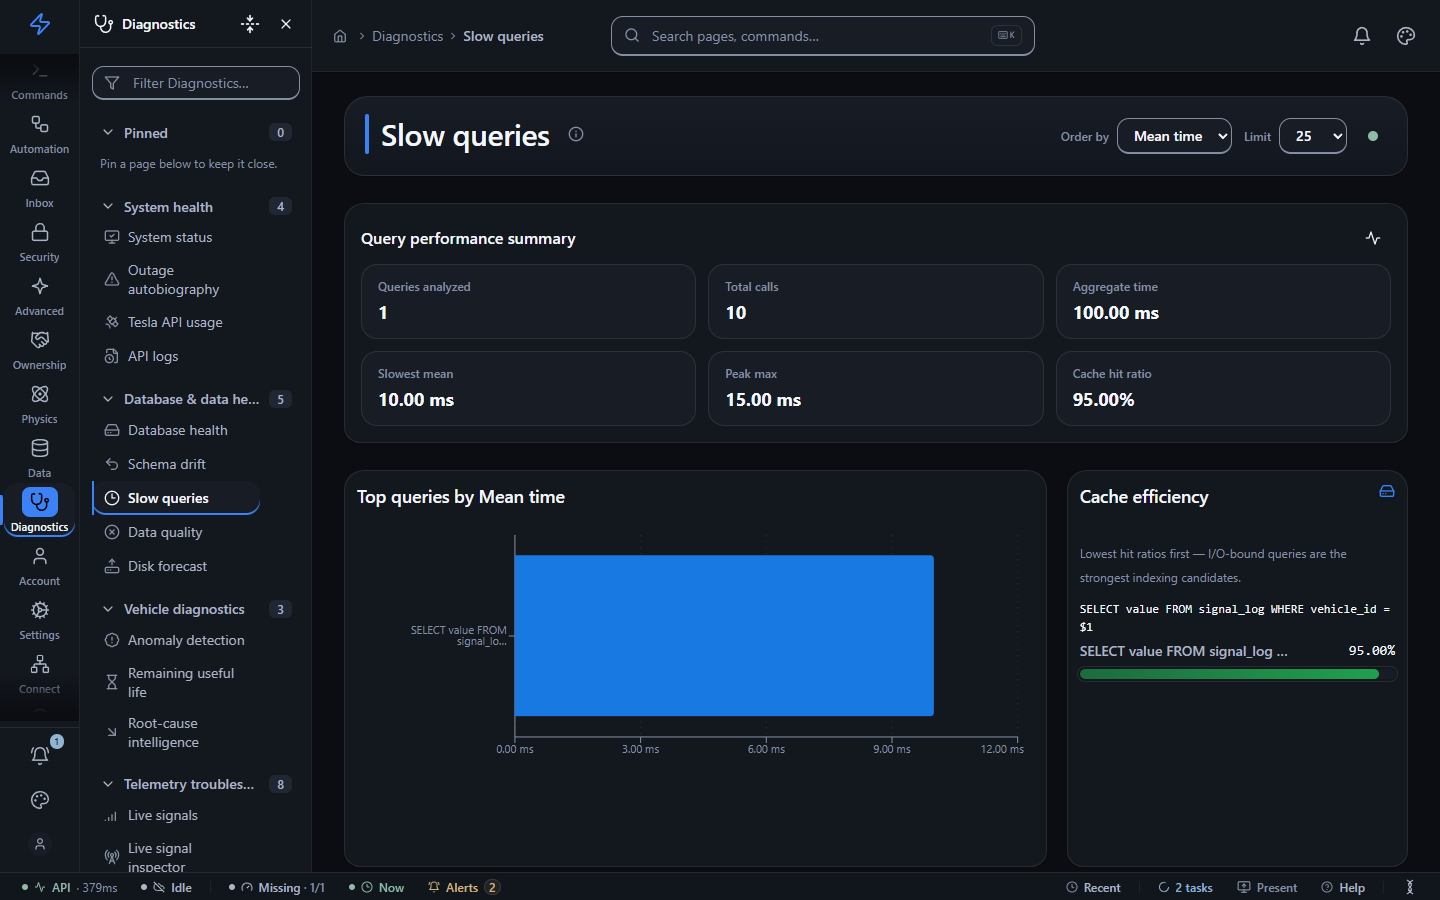 Commands
Automation
Inbox
Security
Advanced
Ownership
Physics
Data
Diagnostics
Account
Settings
Connect
1
Diagnostics
Filter Diagnostics...
Pinned 0
Pin a page below to keep it close.
System health 4
System status
Outage
autobiography
Tesla API usage
API logs
Database & data he... 5
Database health
Schema drift
Slow queries
Data quality
Disk forecast
Vehicle diagnostics 3
Anomaly detection
Remaining useful
life
Root-cause
intelligence
Telemetry troubles... 8
Live signals
Live signal
inspector
Diagnostics > Slow queries
Search pages, commands... K
Slow queries
Order by Mean time Limit 25
Query performance summary
Queries analyzed
1
Total calls
10
Aggregate time
100.00 ms
Slowest mean
10.00 ms
Peak max
15.00 ms
Cache hit ratio
95.00%
Top queries by Mean time
SELECT value FROM
signal_lo...
0.00 ms 3.00 ms 6.00 ms 9.00 ms 12.00 ms
Cache efficiency
Lowest hit ratios first — I/O-bound queries are the
strongest indexing candidates.
SELECT value FROM signal_log WHERE vehicle_id =
$1
SELECT value FROM signal_log ... 95.00%
API · 379ms Idle Missing · 1/1 Now Alerts 2 Recent 2 tasks Present Help